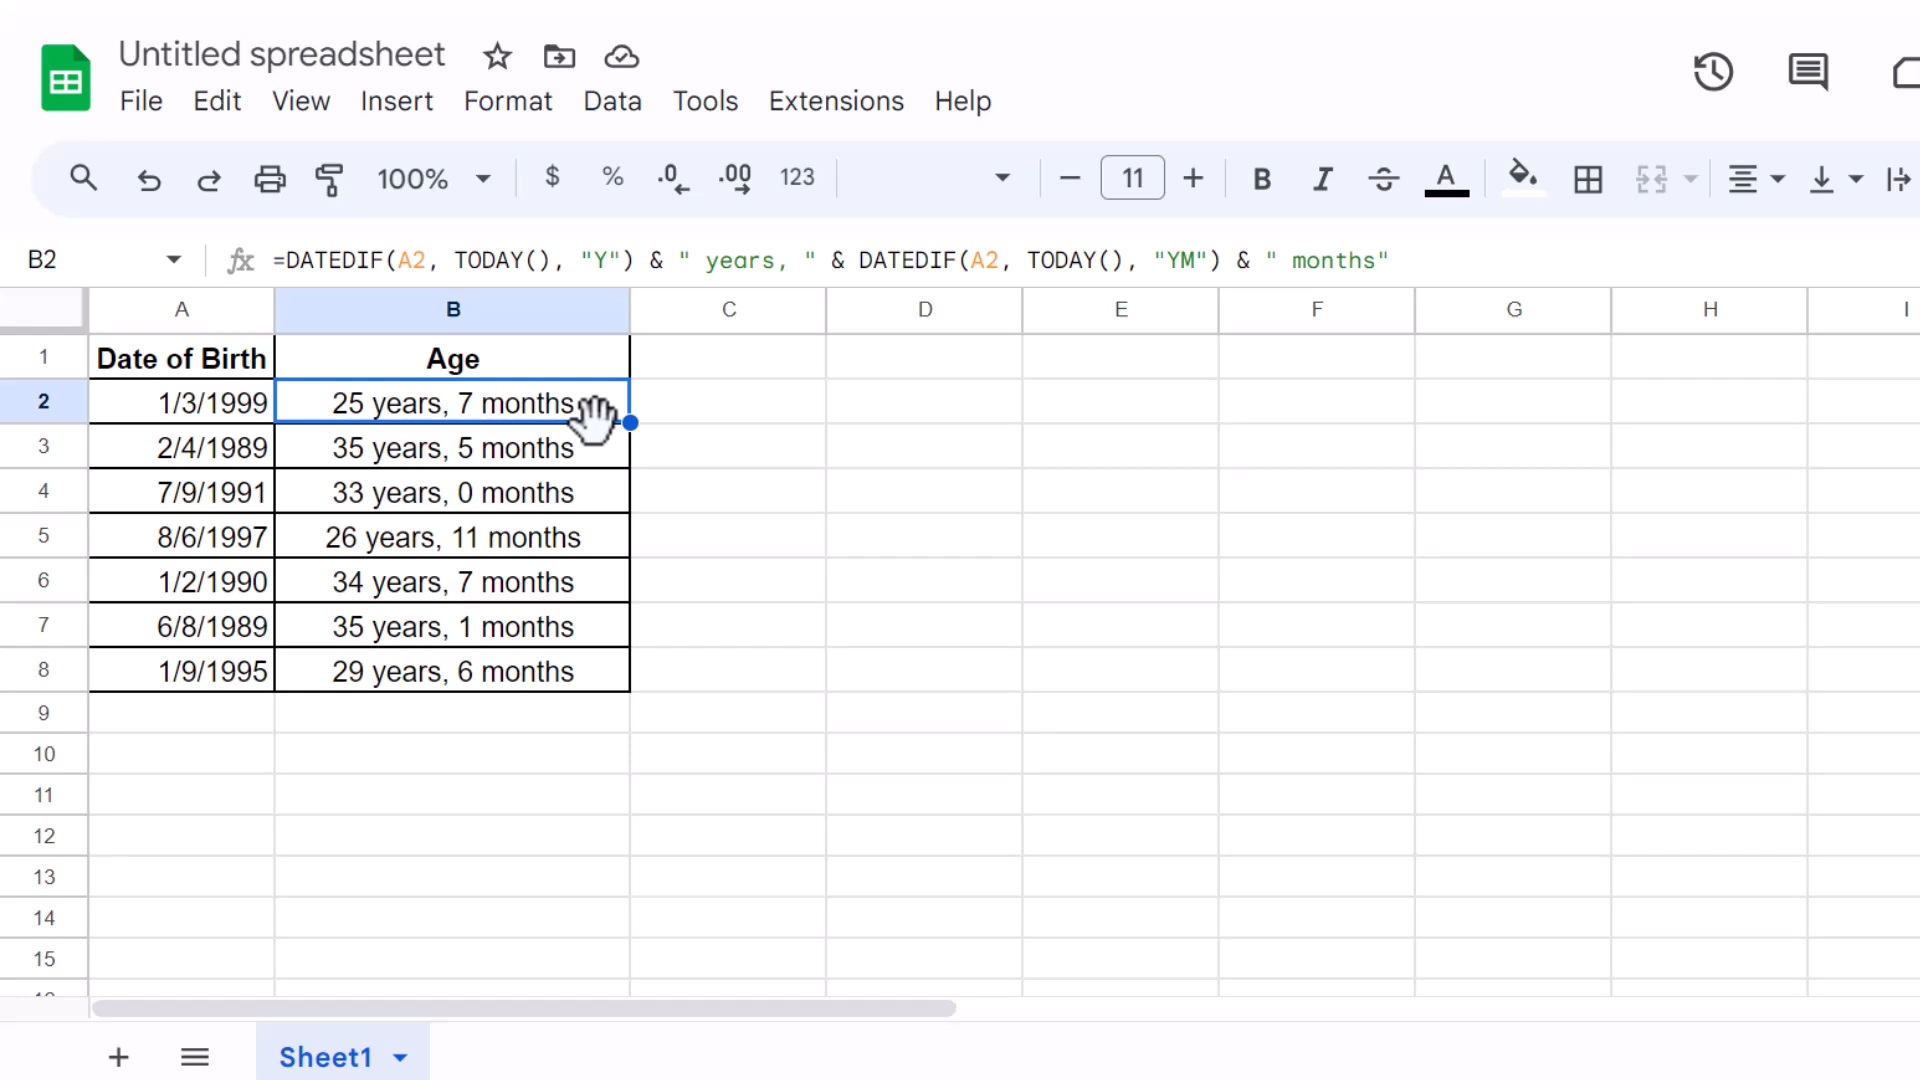 Untitled spreadsheet
File Edit View Insert Format Data Tools Extensions Help
100% $ % .0 .00 123 11 B I A
B2 fx =DATEDIF(A2, TODAY(), "Y") & " years, " & DATEDIF(A2, TODAY(), "YM") & " months"
A B C D E F G H I
1 Date of Birth Age
2 1/3/1999 25 years, 7 months
3 2/4/1989 35 years, 5 months
4 7/9/1991 33 years, 0 months
5 8/6/1997 26 years, 11 months
6 1/2/1990 34 years, 7 months
7 6/8/1989 35 years, 1 months
8 1/9/1995 29 years, 6 months
9
10
11
12
13
14
15
Sheet1